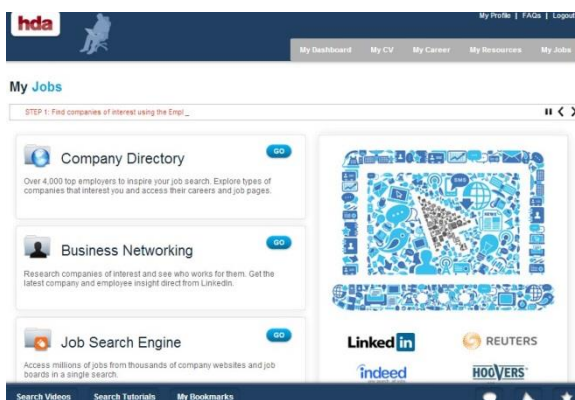 hda
My Profile | FAQs | Logout
My Dashboard My CV My Career My Resources My Jobs
My Jobs
STEP 1: Find companies of interest using the Empl _
Company Directory
GO
Over 4,000 top employers to inspire your job search. Explore types of
companies that interest you and access their careers and job pages.
Business Networking
GO
Research companies of interest and see who works for them. Get the
latest company and employee insight direct from LinkedIn.
Job Search Engine
GO
Access millions of jobs from thousands of company websites and job
boards in a single search.
SMS
NEWS
Linked in
REUTERS
indeed
HOOVERS
Search Videos Search Tutorials My Bookmarks